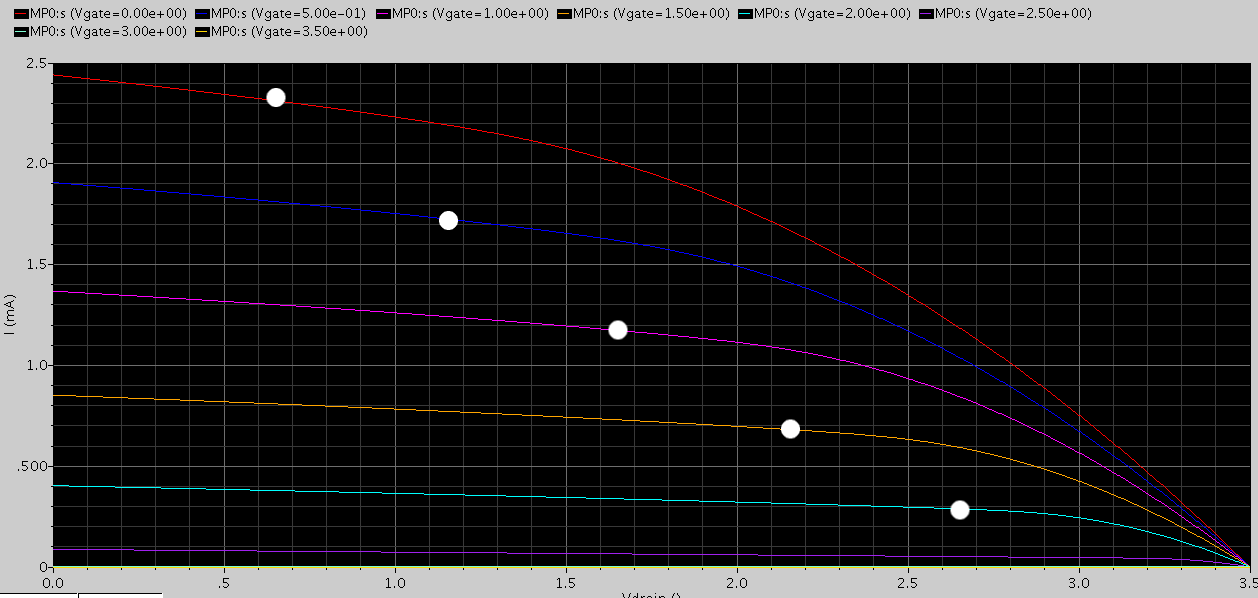 MP0:s (Vgate=0.00e+00) MP0:s (Vgate=5.00e-01) MP0:s (Vgate=1.00e+00) MP0:s (Vgate=1.50e+00) MP0:s (Vgate=2.00e+00) MP0:s (Vgate=2.50e+00)
MP0:s (Vgate=3.00e+00) MP0:s (Vgate=3.50e+00)
2.5
2.0
1.5
I (mA)
1.0
.500
0
0.0 .5 1.0 1.5 2.0 2.5 3.0 3.5
Vdrain ()